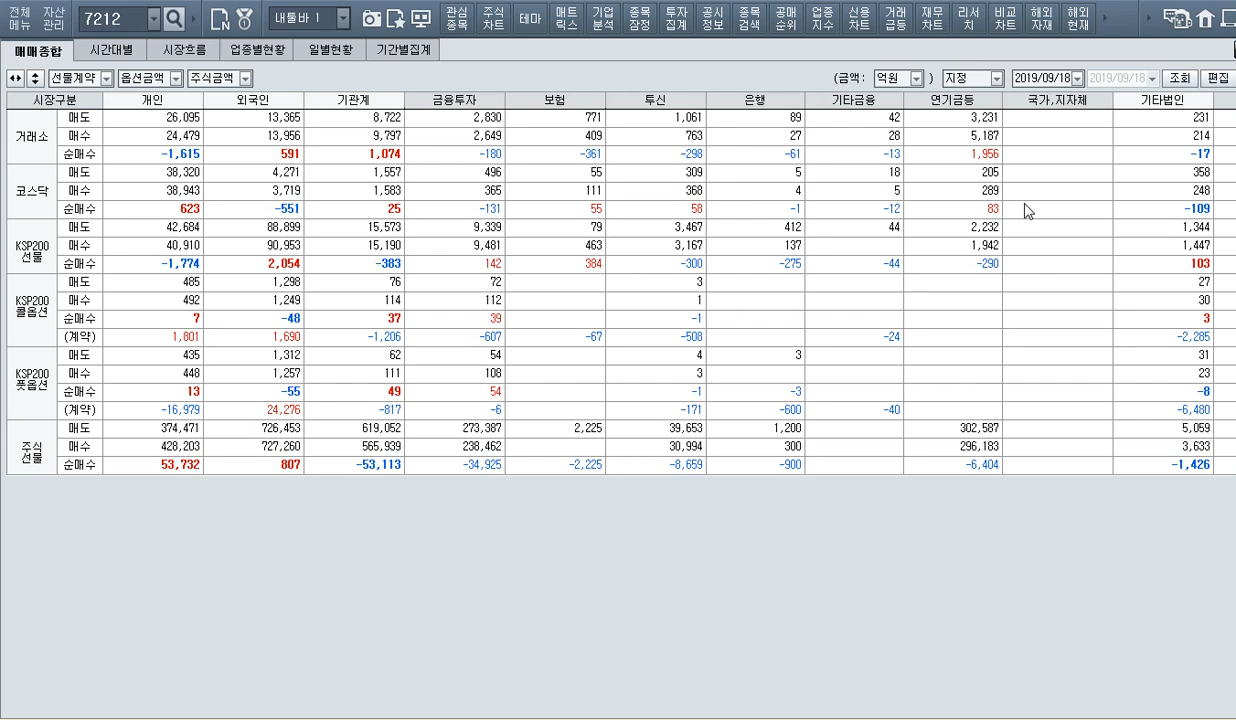 전체 메뉴 자산 관리 7212 내툴바 1 관심 종목 주식 차트 테마 매트 릭스 기업 분석 종목 잠정 투자 집계 공시 정보 종목 검색 공매 순위 업종 지수 신용 차트 거래 급등 재무 차트 리서 치 비교 차트 해외 자재 해외 현재
매매종합 시간대별 시장흐름 업종별현황 일별현황 기간별집계
선물계약 옵션금액 주식금액 (금액: 억원 ) 지정 2019/09/18 2019/09/18 조회 편집
시장구분 개인 외국인 기관계 금융투자 보험 투신 은행 기타금융 연기금등 국가,지자체 기타법인
거래소
매도 26,095 13,365 8,722 2,830 771 1,061 89 42 3,231 231
매수 24,479 13,956 9,797 2,649 409 763 27 28 5,187 214
순매수 -1,615 591 1,074 -180 -361 -298 -61 -13 1,956 -17
코스닥
매도 38,320 4,271 1,557 496 55 309 5 18 205 358
매수 38,943 3,719 1,583 365 111 368 4 5 289 248
순매수 623 -551 25 -131 55 58 -1 -12 83 -109
KSP200 선물
매도 42,684 88,899 15,573 9,339 79 3,467 412 44 2,232 1,344
매수 40,910 90,953 15,190 9,481 463 3,167 137 1,942 1,447
순매수 -1,774 2,054 -383 142 384 -300 -275 -44 -290 103
KSP200 콜옵션
매도 485 1,298 76 72 3 27
매수 492 1,249 114 112 1 30
순매수 7 -48 37 39 -1 3
(계약) 1,801 1,690 -1,206 -607 -67 -508 -24 -2,285
KSP200 풋옵션
매도 435 1,312 62 54 4 3 31
매수 448 1,257 111 108 3 23
순매수 13 -55 49 54 -1 -3 -8
(계약) -16,979 24,276 -817 -6 -171 -600 -40 -6,480
주식 선물
매도 374,471 726,453 619,052 273,387 2,225 39,653 1,200 302,587 5,059
매수 428,203 727,260 565,939 238,462 30,994 300 296,183 3,633
순매수 53,732 807 -53,113 -34,925 -2,225 -8,659 -900 -6,404 -1,426